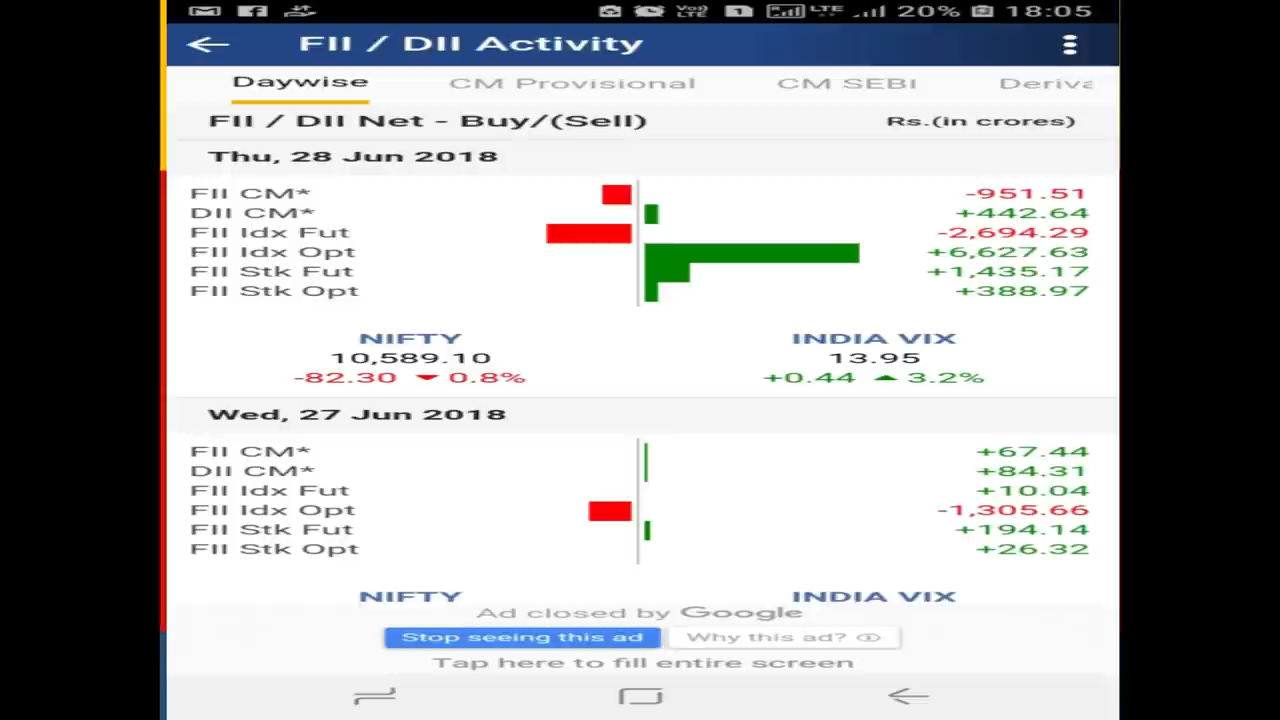 VoD LTE 1 LTE 20% 18:05
FII / DII Activity
Daywise CM Provisional CM SEBI Deriva
FII / DII Net - Buy/(Sell) Rs.(in crores)
Thu, 28 Jun 2018
FII CM* -951.51
DII CM* +442.64
FII Idx Fut -2,694.29
FII Idx Opt +6,627.63
FII Stk Fut +1,435.17
FII Stk Opt +388.97
NIFTY INDIA VIX
10,589.10 13.95
-82.30 0.8% +0.44 3.2%
Wed, 27 Jun 2018
FII CM* +67.44
DII CM* +84.31
FII Idx Fut +10.04
FII Idx Opt -1,305.66
FII Stk Fut +194.14
FII Stk Opt +26.32
NIFTY INDIA VIX
Ad closed by Google
Stop seeing this ad Why this ad?
Tap here to fill entire screen